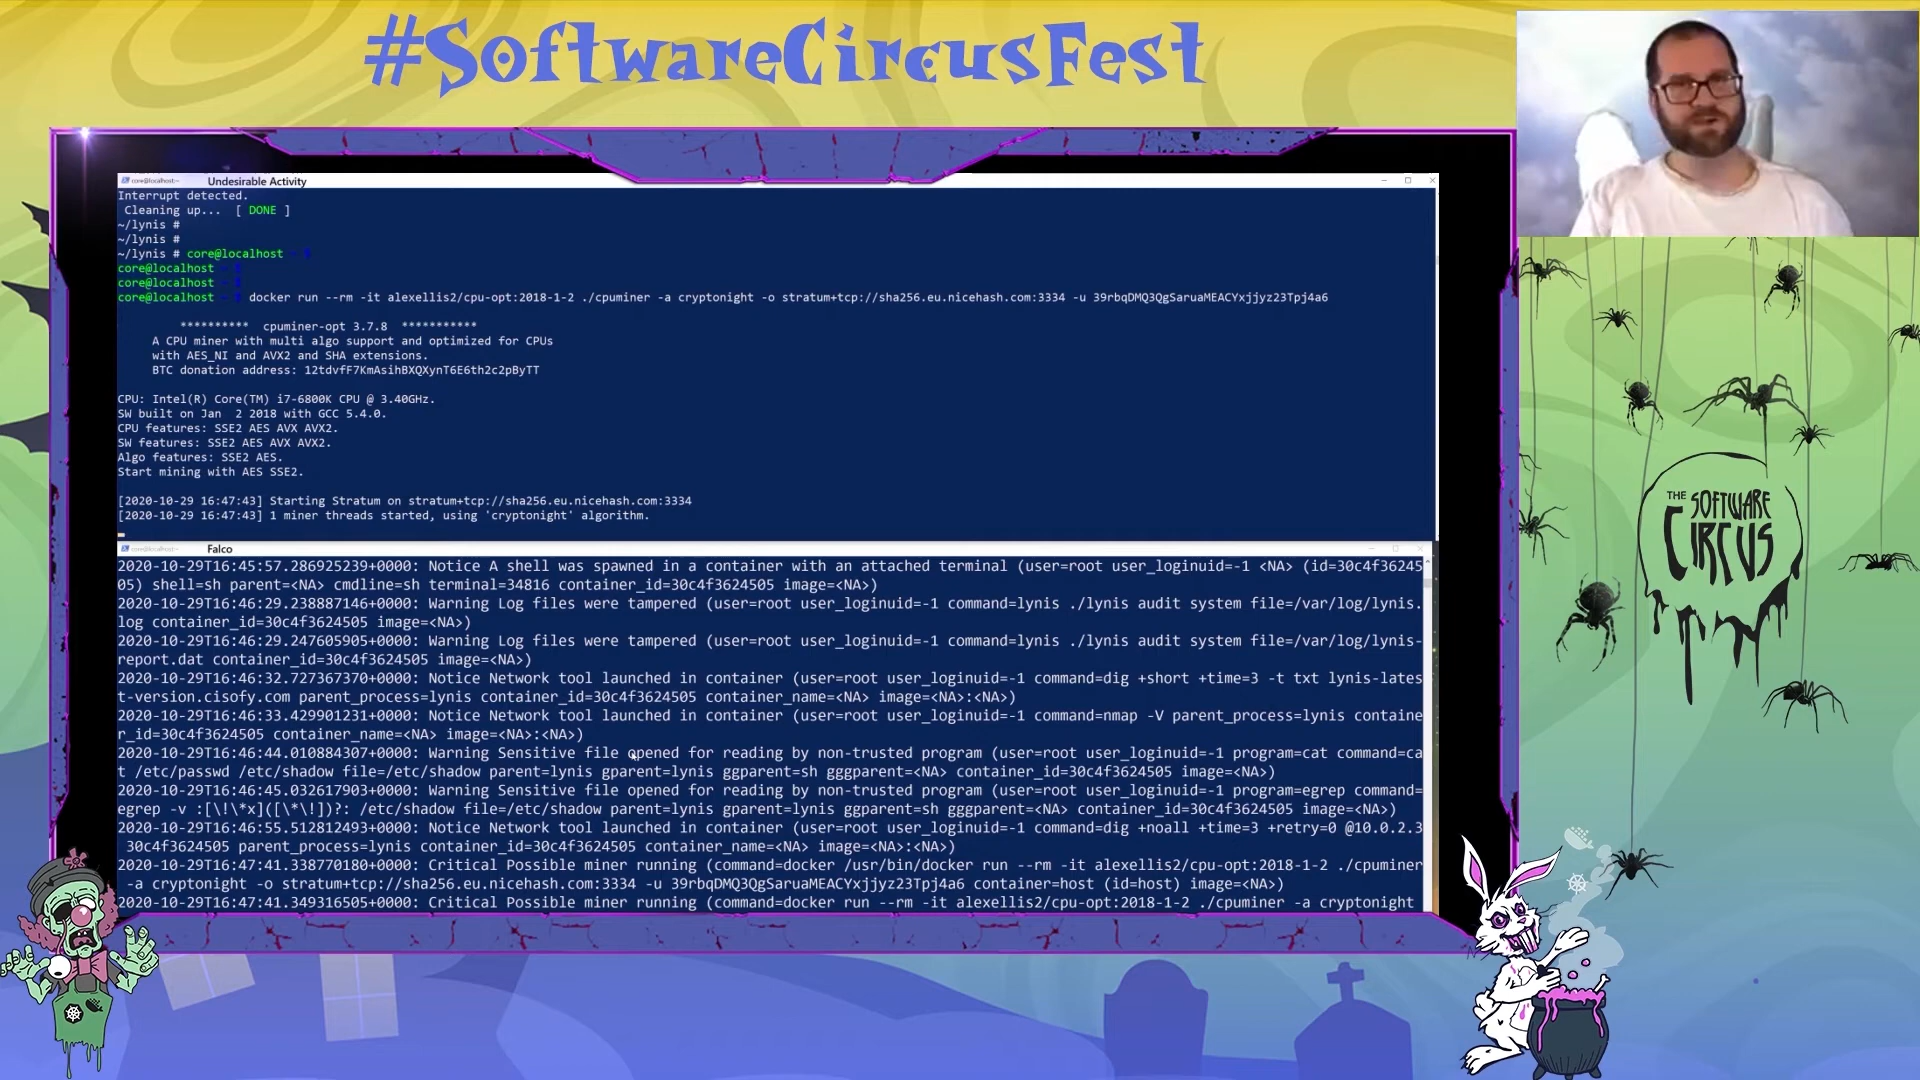 #SoftwareCircusFest
core@localhost:~ Undesirable Activity
Interrupt detected.
Cleaning up... [ DONE ]
~/lynis #
~/lynis #
~/lynis # core@localhost ~ $
core@localhost ~ $
core@localhost ~ $
core@localhost ~ $ docker run --rm -it alexellis2/cpu-opt:2018-1-2 ./cpuminer -a cryptonight -o stratum+tcp://sha256.eu.nicehash.com:3334 -u 39rbqDMQ3QgSaruaMEACYxjjyz23Tpj4a6
********** cpuminer-opt 3.7.8 ***********
A CPU miner with multi algo support and optimized for CPUs
with AES_NI and AVX2 and SHA extensions.
BTC donation address: 12tdvfF7KmAsihBXQXynT6E6th2c2pByTT
CPU: Intel(R) Core(TM) i7-6800K CPU @ 3.40GHz.
SW built on Jan  2 2018 with GCC 5.4.0.
CPU features: SSE2 AES AVX AVX2.
SW features: SSE2 AES AVX AVX2.
Algo features: SSE2 AES.
Start mining with AES SSE2.
[2020-10-29 16:47:43] Starting Stratum on stratum+tcp://sha256.eu.nicehash.com:3334
[2020-10-29 16:47:43] 1 miner threads started, using 'cryptonight' algorithm.
core@localhost:~ Falco
2020-10-29T16:45:57.286925239+0000: Notice A shell was spawned in a container with an attached terminal (user=root user_loginuid=-1 <NA> (id=30c4f36245
05) shell=sh parent=<NA> cmdline=sh terminal=34816 container_id=30c4f3624505 image=<NA>)
2020-10-29T16:46:29.238887146+0000: Warning Log files were tampered (user=root user_loginuid=-1 command=lynis ./lynis audit system file=/var/log/lynis.
log container_id=30c4f3624505 image=<NA>)
2020-10-29T16:46:29.247605905+0000: Warning Log files were tampered (user=root user_loginuid=-1 command=lynis ./lynis audit system file=/var/log/lynis-
report.dat container_id=30c4f3624505 image=<NA>)
2020-10-29T16:46:32.727367370+0000: Notice Network tool launched in container (user=root user_loginuid=-1 command=dig +short +time=3 -t txt lynis-lates
t-version.cisofy.com parent_process=lynis container_id=30c4f3624505 container_name=<NA> image=<NA>:<NA>)
2020-10-29T16:46:33.429901231+0000: Notice Network tool launched in container (user=root user_loginuid=-1 command=nmap -V parent_process=lynis containe
r_id=30c4f3624505 container_name=<NA> image=<NA>:<NA>)
2020-10-29T16:46:44.010884307+0000: Warning Sensitive file opened for reading by non-trusted program (user=root user_loginuid=-1 program=cat command=ca
t /etc/passwd /etc/shadow file=/etc/shadow parent=lynis gparent=lynis ggparent=sh gggparent=<NA> container_id=30c4f3624505 image=<NA>)
2020-10-29T16:46:45.032617903+0000: Warning Sensitive file opened for reading by non-trusted program (user=root user_loginuid=-1 program=egrep command=
egrep -v :[\!\*x]([\*\!])?: /etc/shadow file=/etc/shadow parent=lynis gparent=lynis ggparent=sh gggparent=<NA> container_id=30c4f3624505 image=<NA>)
2020-10-29T16:46:55.512812493+0000: Notice Network tool launched in container (user=root user_loginuid=-1 command=dig +noall +time=3 +retry=0 @10.0.2.3
30c4f3624505 parent_process=lynis container_id=30c4f3624505 container_name=<NA> image=<NA>:<NA>)
2020-10-29T16:47:41.338770180+0000: Critical Possible miner running (command=docker /usr/bin/docker run --rm -it alexellis2/cpu-opt:2018-1-2 ./cpuminer
-a cryptonight -o stratum+tcp://sha256.eu.nicehash.com:3334 -u 39rbqDMQ3QgSaruaMEACYxjjyz23Tpj4a6 container=host (id=host) image=<NA>)
2020-10-29T16:47:41.349316505+0000: Critical Possible miner running (command=docker run --rm -it alexellis2/cpu-opt:2018-1-2 ./cpuminer -a cryptonight
THE SOFTWARE
CIRCUS